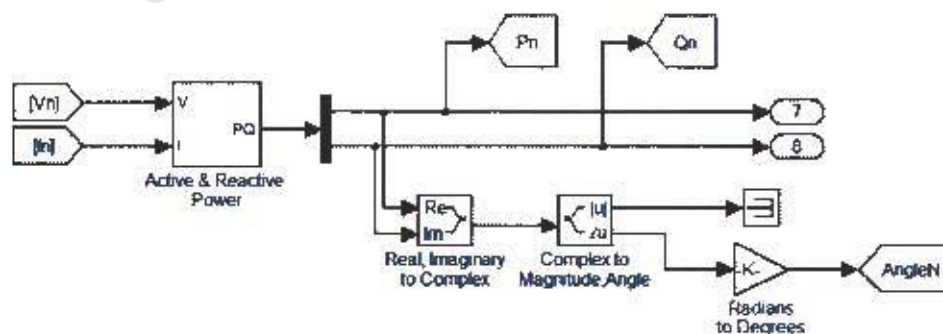 Pn
Qn
[Vn]
V
PQ
7
[In]
I
8
Active & Reactive
Power
Re
Im
|u|
∠u
Real, Imaginary
to Complex
Complex to
Magnitude,Angle
-K-
AngleN
Radians
to Degrees